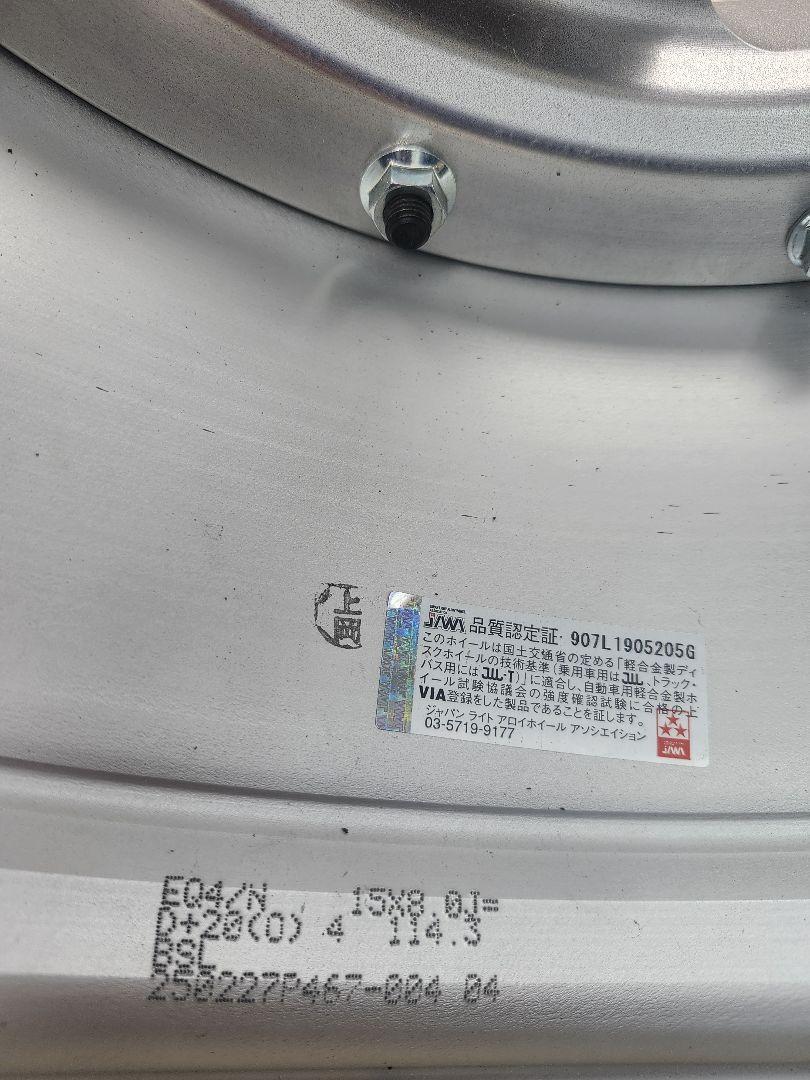 上岡
JAWA 品質認定証 907L1905205G
このホイールは国土交通省の定める「軽合金製ディ
スクホイールの技術基準（乗用車用はJWL、トラック・
バス用にはJWL-T）」に適合し、自動車用軽合金製ホ
イール試験協議会の強度確認試験に合格の上
VIA登録をした製品であることを証します。
ジャパン ライト アロイホイール アソシエイション
03-5719-9177
JAWA
EQ4/N 15X8.0J=
D+20(O) 4 114.3
BSL
250227P467-004 04